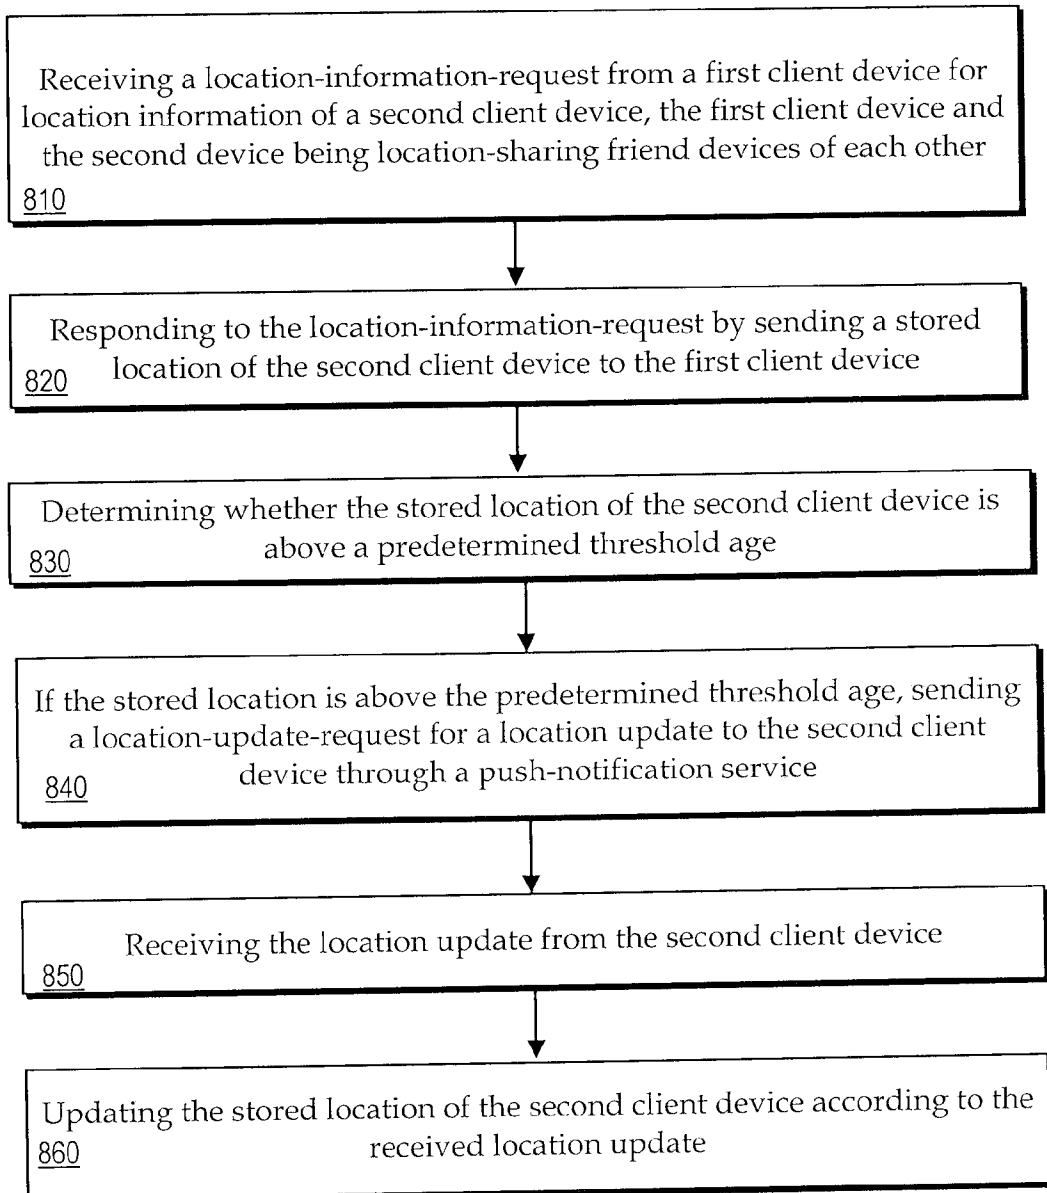 Receiving a location-information-request from a first client device for
location information of a second client device, the first client device and
the second device being location-sharing friend devices of each other
810
Responding to the location-information-request by sending a stored
location of the second client device to the first client device
820
Determining whether the stored location of the second client device is
above a predetermined threshold age
830
If the stored location is above the predetermined threshold age, sending
a location-update-request for a location update to the second client
device through a push-notification service
840
Receiving the location update from the second client device
850
Updating the stored location of the second client device according to the
received location update
860